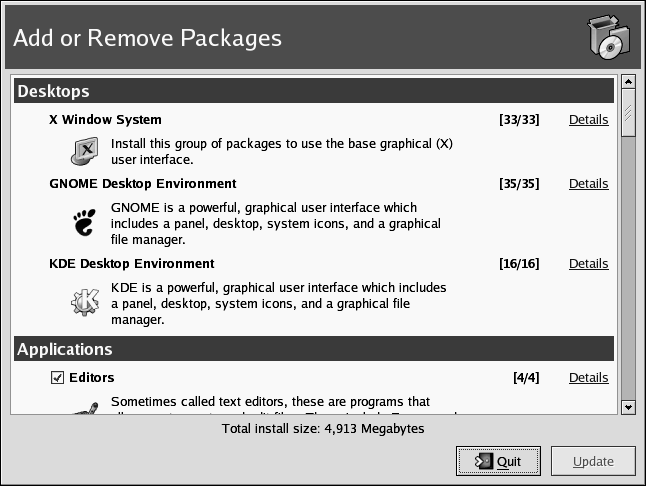 Add or Remove Packages
Desktops
X Window System [33/33] Details
Install this group of packages to use the base graphical (X)
user interface.
GNOME Desktop Environment [35/35] Details
GNOME is a powerful, graphical user interface which
includes a panel, desktop, system icons, and a graphical
file manager.
KDE Desktop Environment [16/16] Details
KDE is a powerful, graphical user interface which includes
a panel, desktop, system icons, and a graphical file
manager.
Applications
Editors [4/4] Details
Sometimes called text editors, these are programs that
Total install size: 4,913 Megabytes
Quit Update